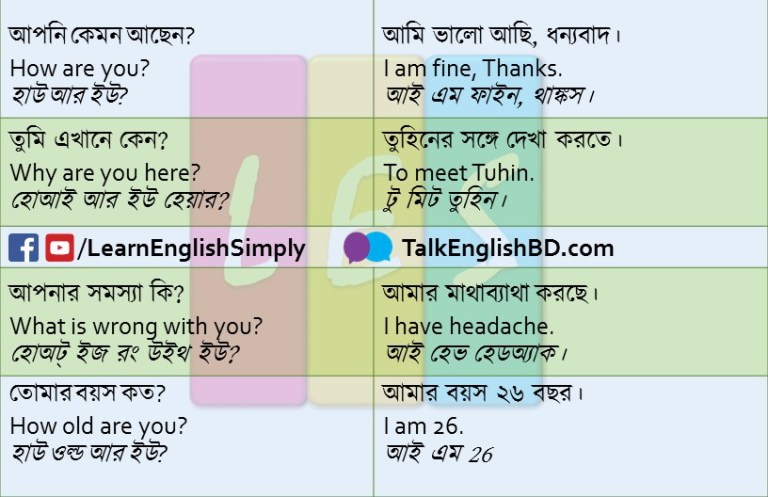 আপনি কেমন আছেন?
How are you?
হাউ আর ইউ?
আমি ভালো আছি, ধন্যবাদ।
I am fine, Thanks.
আই এম ফাইন, থাঙ্কস।
তুমি এখানে কেন?
Why are you here?
হোআই আর ইউ হেয়ার?
তুহিনের সঙ্গে দেখা করতে।
To meet Tuhin.
টু মিট তুহিন।
/LearnEnglishSimply
TalkEnglishBD.com
আপনার সমস্যা কি?
What is wrong with you?
হোঅট্ ইজ রং উইথ ইউ?
আমার মাথাব্যাথা করছে।
I have headache.
আই হেভ হেডঅ্যাক।
তোমার বয়স কত?
How old are you?
হাউ ওল্ড আর ইউ?
আমার বয়স ২৬ বছর।
I am 26.
আই এম 26
LES